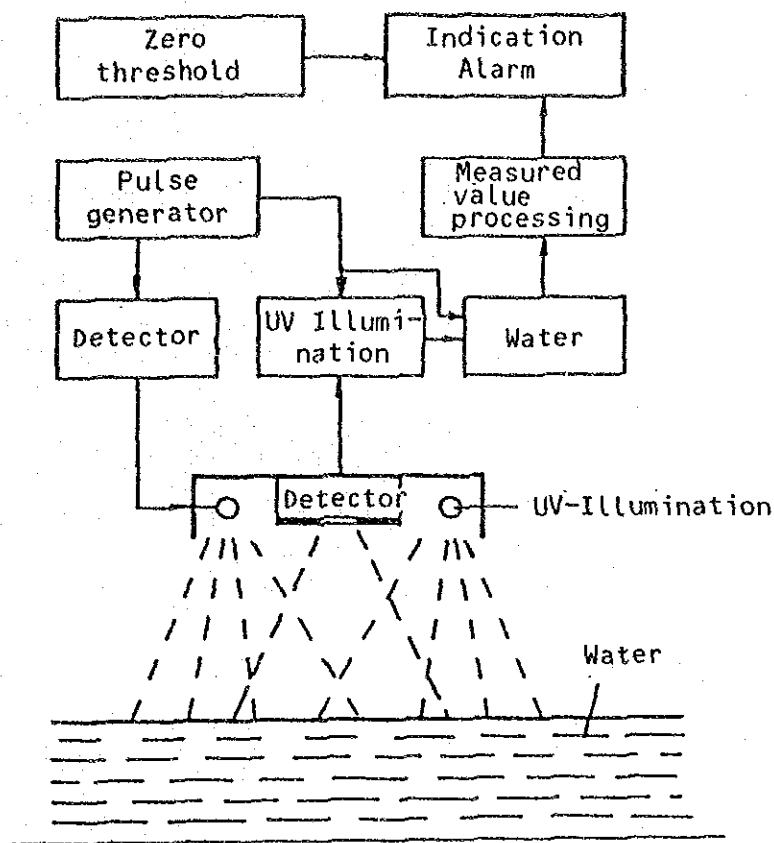 Zero
threshold
Indication
Alarm
Pulse
generator
Measured
value
processing
Detector
UV Illumi-
nation
Water
Detector
UV-Illumination
Water